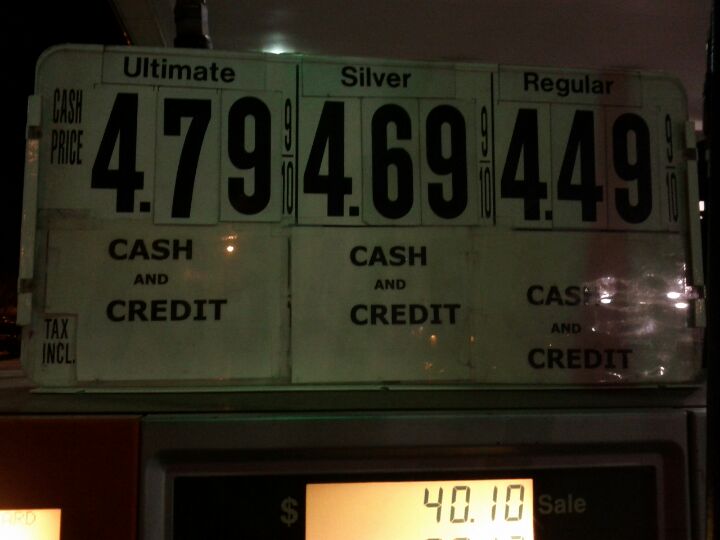 Ultimate Silver Regular
CASH PRICE 4.79 9/10 4.69 9/10 4.49 9/10
CASH CASH CASH
AND AND AND
CREDIT CREDIT CREDIT
TAX
INCL.
$ 40.10 Sale